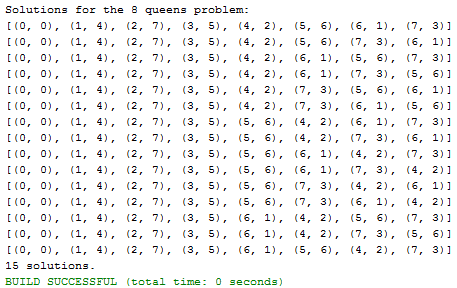 Solutions for the 8 queens problem:
[(0, 0), (1, 4), (2, 7), (3, 5), (4, 2), (5, 6), (6, 1), (7, 3)]
[(0, 0), (1, 4), (2, 7), (3, 5), (4, 2), (5, 6), (7, 3), (6, 1)]
[(0, 0), (1, 4), (2, 7), (3, 5), (4, 2), (6, 1), (5, 6), (7, 3)]
[(0, 0), (1, 4), (2, 7), (3, 5), (4, 2), (6, 1), (7, 3), (5, 6)]
[(0, 0), (1, 4), (2, 7), (3, 5), (4, 2), (7, 3), (5, 6), (6, 1)]
[(0, 0), (1, 4), (2, 7), (3, 5), (4, 2), (7, 3), (6, 1), (5, 6)]
[(0, 0), (1, 4), (2, 7), (3, 5), (5, 6), (4, 2), (6, 1), (7, 3)]
[(0, 0), (1, 4), (2, 7), (3, 5), (5, 6), (4, 2), (7, 3), (6, 1)]
[(0, 0), (1, 4), (2, 7), (3, 5), (5, 6), (6, 1), (4, 2), (7, 3)]
[(0, 0), (1, 4), (2, 7), (3, 5), (5, 6), (6, 1), (7, 3), (4, 2)]
[(0, 0), (1, 4), (2, 7), (3, 5), (5, 6), (7, 3), (4, 2), (6, 1)]
[(0, 0), (1, 4), (2, 7), (3, 5), (5, 6), (7, 3), (6, 1), (4, 2)]
[(0, 0), (1, 4), (2, 7), (3, 5), (6, 1), (4, 2), (5, 6), (7, 3)]
[(0, 0), (1, 4), (2, 7), (3, 5), (6, 1), (4, 2), (7, 3), (5, 6)]
[(0, 0), (1, 4), (2, 7), (3, 5), (6, 1), (5, 6), (4, 2), (7, 3)]
15 solutions.
BUILD SUCCESSFUL (total time: 0 seconds)